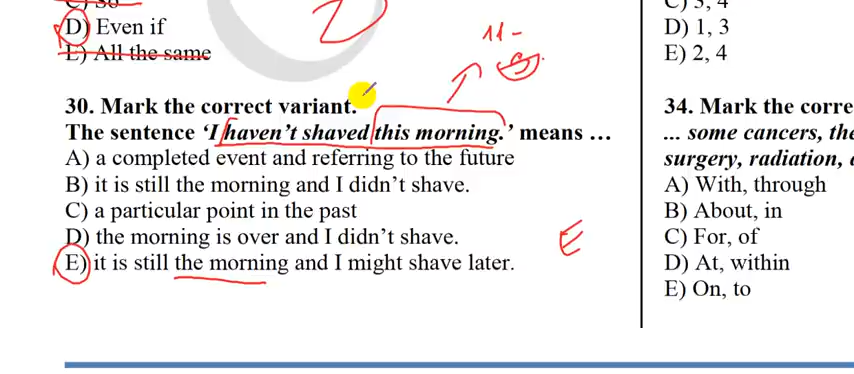 C) So
D) Even if
E) All the same
11-
30. Mark the correct variant.
The sentence ‘I haven’t shaved this morning.’ means …
A) a completed event and referring to the future
B) it is still the morning and I didn’t shave.
C) a particular point in the past
D) the morning is over and I didn’t shave.
E) it is still the morning and I might shave later.
E
C) 3, 4
D) 1, 3
E) 2, 4
34. Mark the corre
... some cancers, the
surgery, radiation,
A) With, through
B) About, in
C) For, of
D) At, within
E) On, to